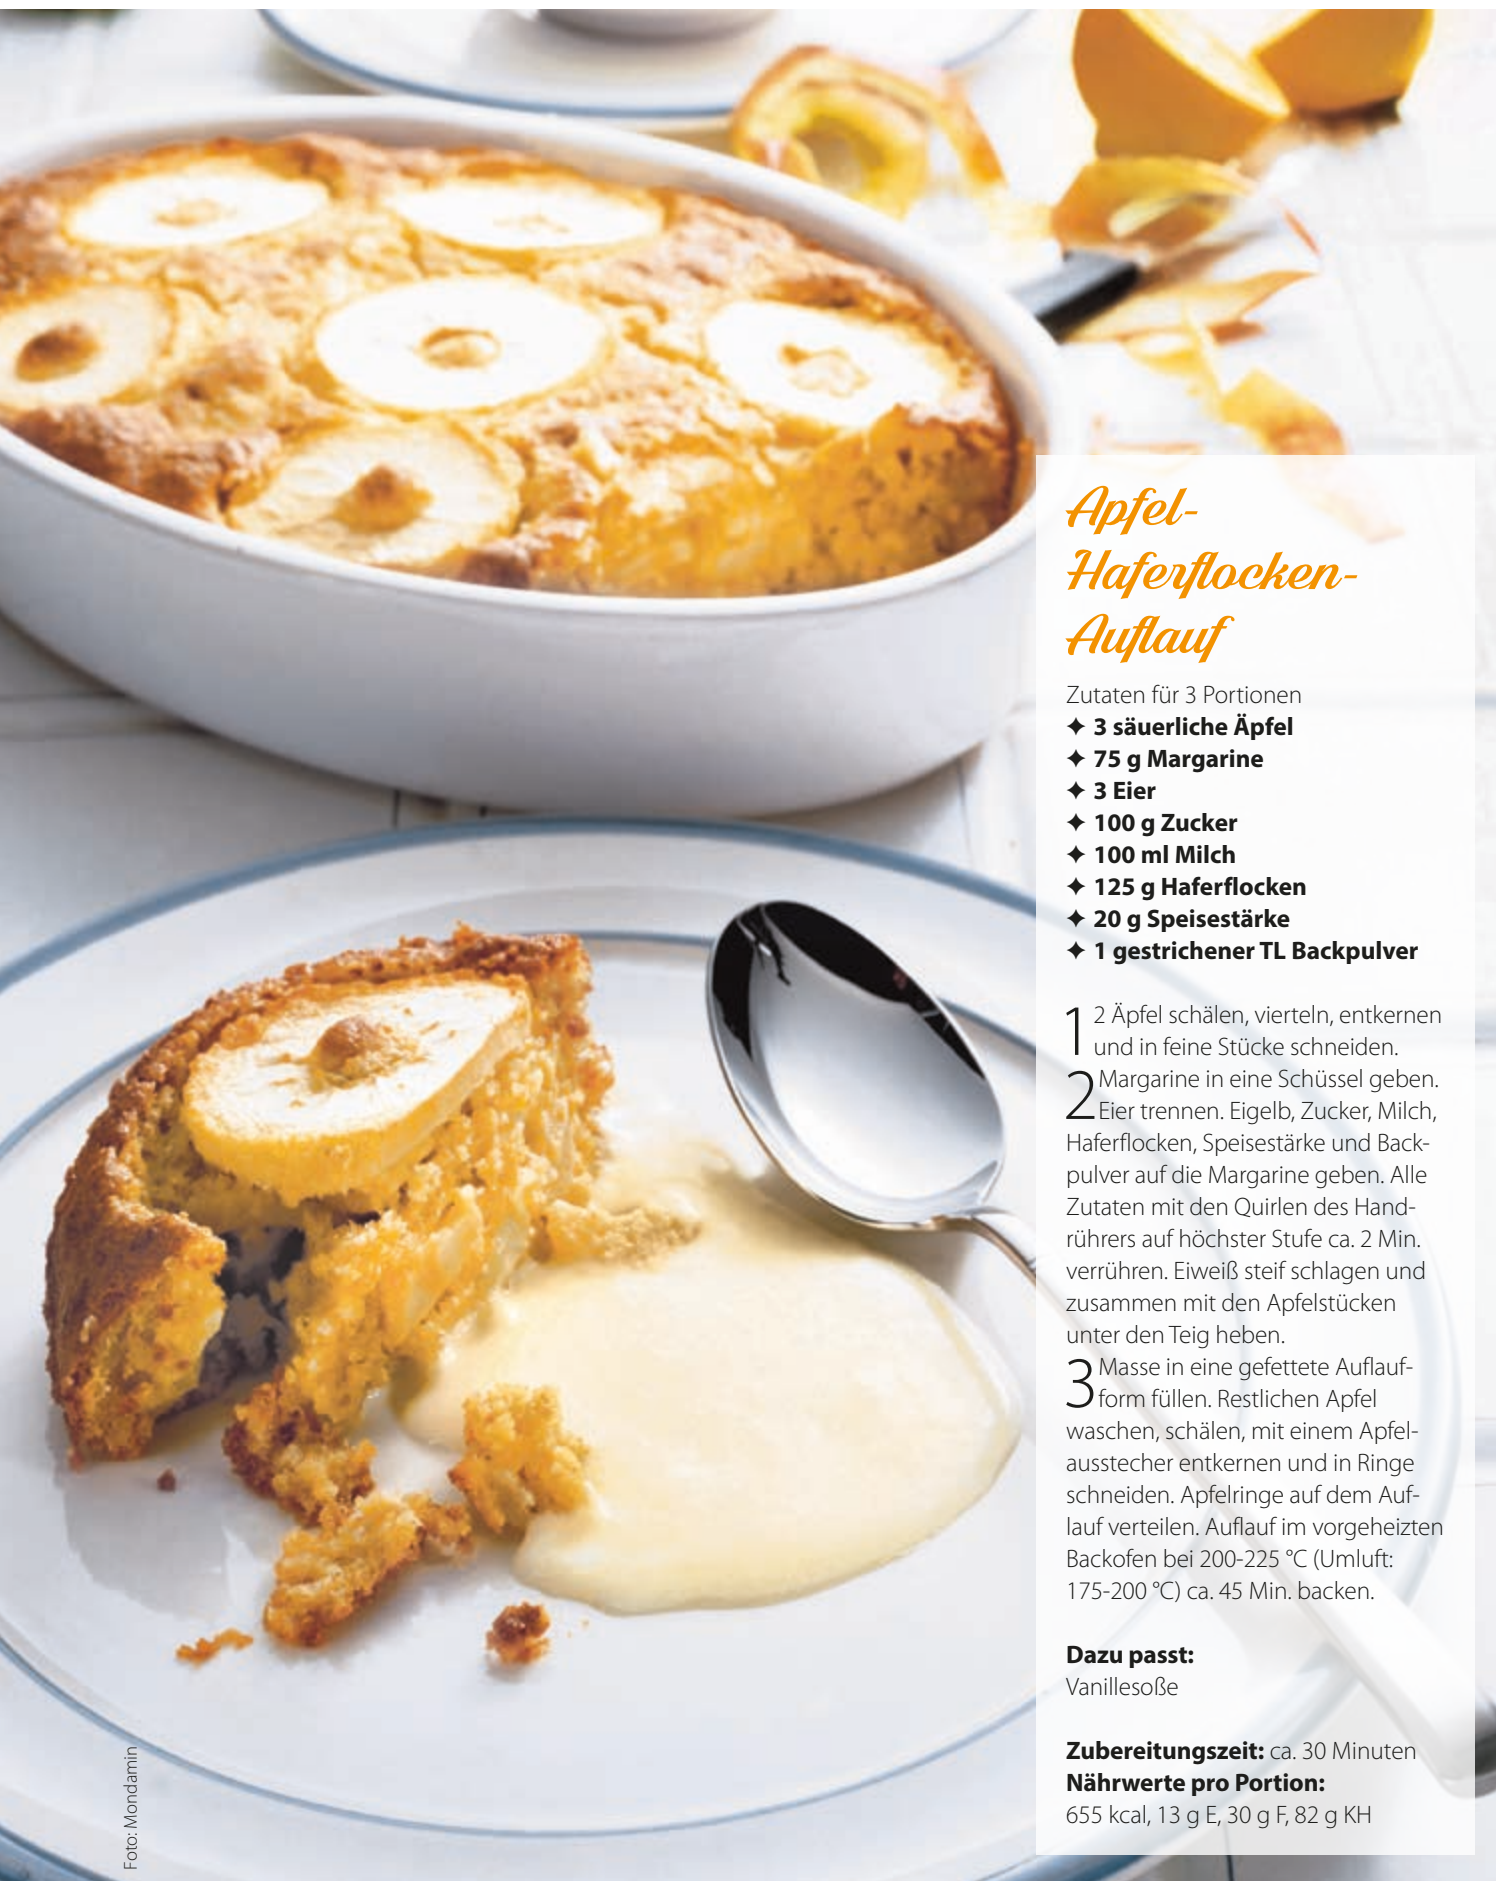 Apfel-
Haferflocken-
Auflauf
Zutaten für 3 Portionen
✦ 3 säuerliche Äpfel
✦ 75 g Margarine
✦ 3 Eier
✦ 100 g Zucker
✦ 100 ml Milch
✦ 125 g Haferflocken
✦ 20 g Speisestärke
✦ 1 gestrichener TL Backpulver
1 2 Äpfel schälen, vierteln, entkernen
und in feine Stücke schneiden.
2 Margarine in eine Schüssel geben.
Eier trennen. Eigelb, Zucker, Milch,
Haferflocken, Speisestärke und Back-
pulver auf die Margarine geben. Alle
Zutaten mit den Quirlen des Hand-
rührers auf höchster Stufe ca. 2 Min.
verrühren. Eiweiß steif schlagen und
zusammen mit den Apfelstücken
unter den Teig heben.
3 Masse in eine gefettete Auflauf-
form füllen. Restlichen Apfel
waschen, schälen, mit einem Apfel-
ausstecher entkernen und in Ringe
schneiden. Apfelringe auf dem Auf-
lauf verteilen. Auflauf im vorgeheizten
Backofen bei 200-225 °C (Umluft:
175-200 °C) ca. 45 Min. backen.
Dazu passt:
Vanillesoße
Zubereitungszeit: ca. 30 Minuten
Nährwerte pro Portion:
655 kcal, 13 g E, 30 g F, 82 g KH
Foto: Mondamin